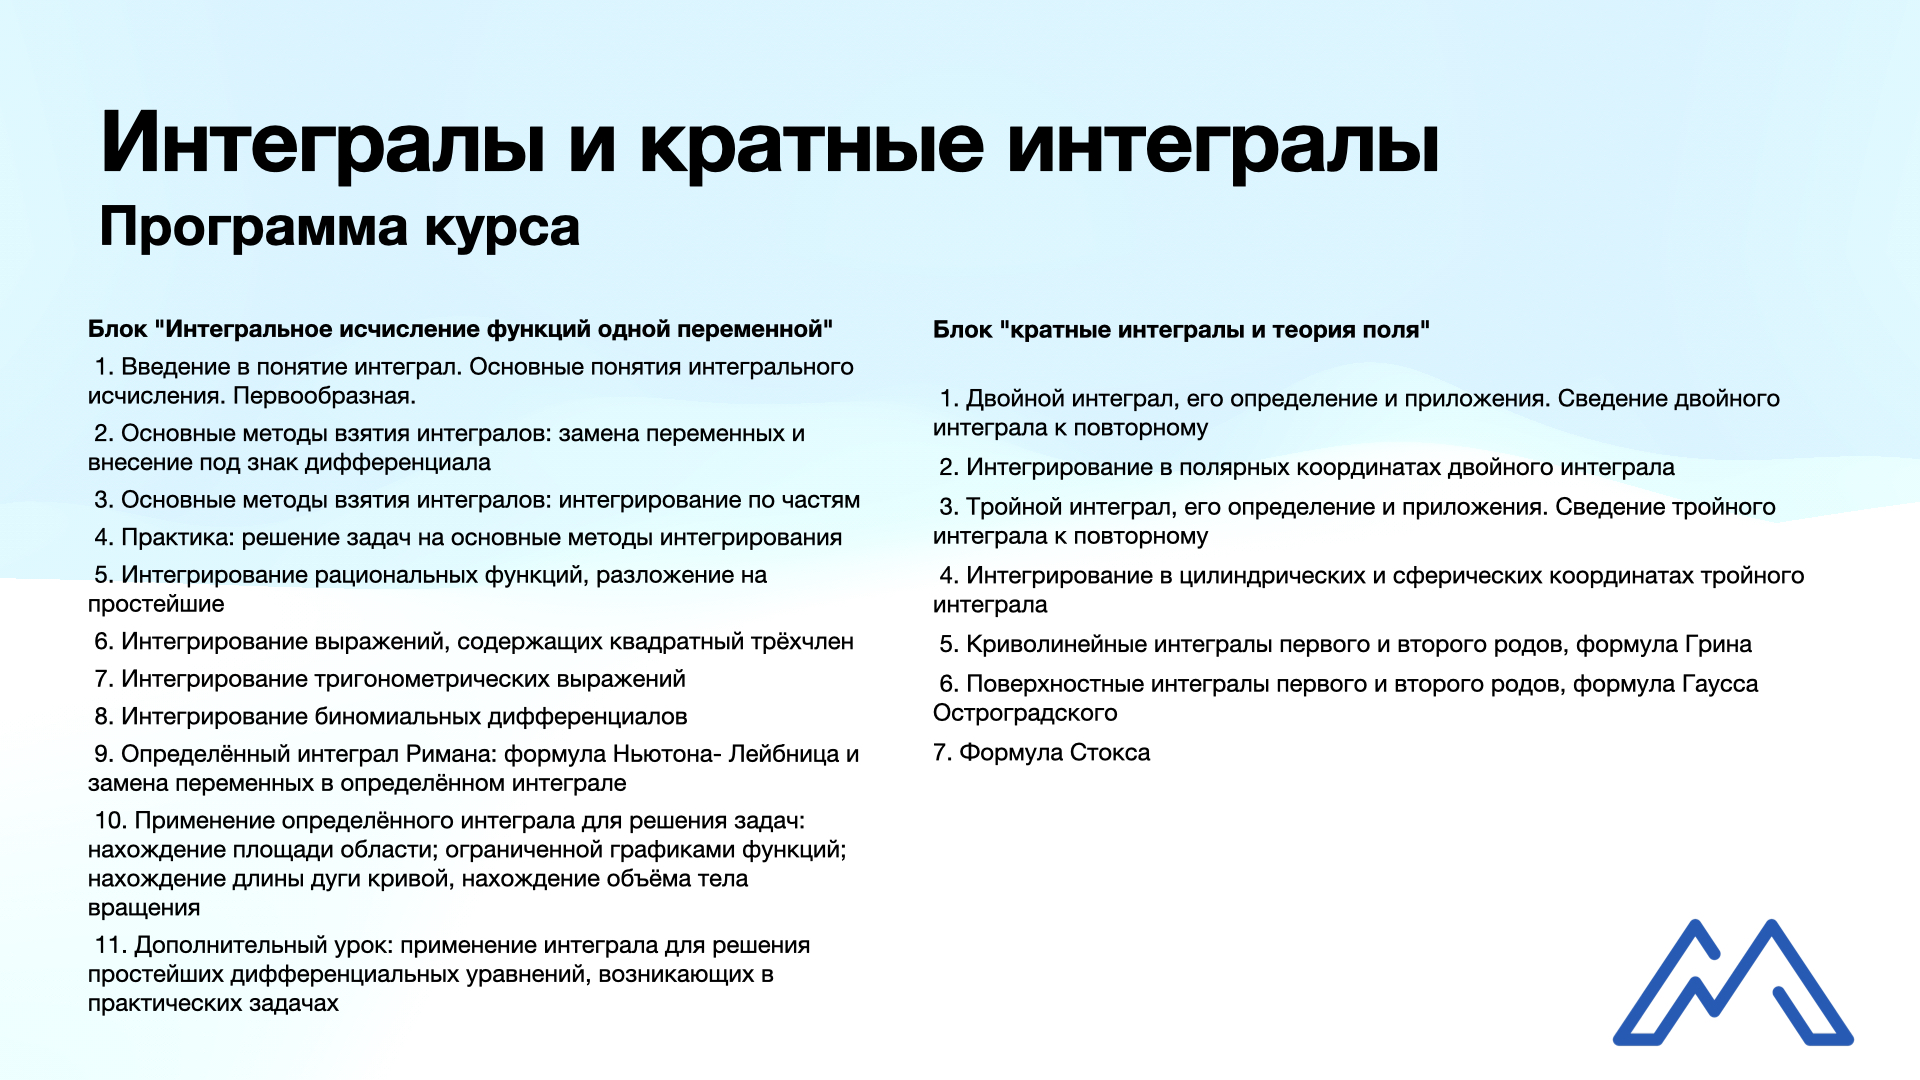 Интегралы и кратные интегралы
Программа курса
Блок "Интегральное исчисление функций одной переменной"
1. Введение в понятие интеграл. Основные понятия интегрального
исчисления. Первообразная.
2. Основные методы взятия интегралов: замена переменных и
внесение под знак дифференциала
3. Основные методы взятия интегралов: интегрирование по частям
4. Практика: решение задач на основные методы интегрирования
5. Интегрирование рациональных функций, разложение на
простейшие
6. Интегрирование выражений, содержащих квадратный трёхчлен
7. Интегрирование тригонометрических выражений
8. Интегрирование биномиальных дифференциалов
9. Определённый интеграл Римана: формула Ньютона- Лейбница и
замена переменных в определённом интеграле
10. Применение определённого интеграла для решения задач:
нахождение площади области; ограниченной графиками функций;
нахождение длины дуги кривой, нахождение объёма тела
вращения
11. Дополнительный урок: применение интеграла для решения
простейших дифференциальных уравнений, возникающих в
практических задачах
Блок "кратные интегралы и теория поля"
1. Двойной интеграл, его определение и приложения. Сведение двойного
интеграла к повторному
2. Интегрирование в полярных координатах двойного интеграла
3. Тройной интеграл, его определение и приложения. Сведение тройного
интеграла к повторному
4. Интегрирование в цилиндрических и сферических координатах тройного
интеграла
5. Криволинейные интегралы первого и второго родов, формула Грина
6. Поверхностные интегралы первого и второго родов, формула Гаусса
Остроградского
7. Формула Стокса